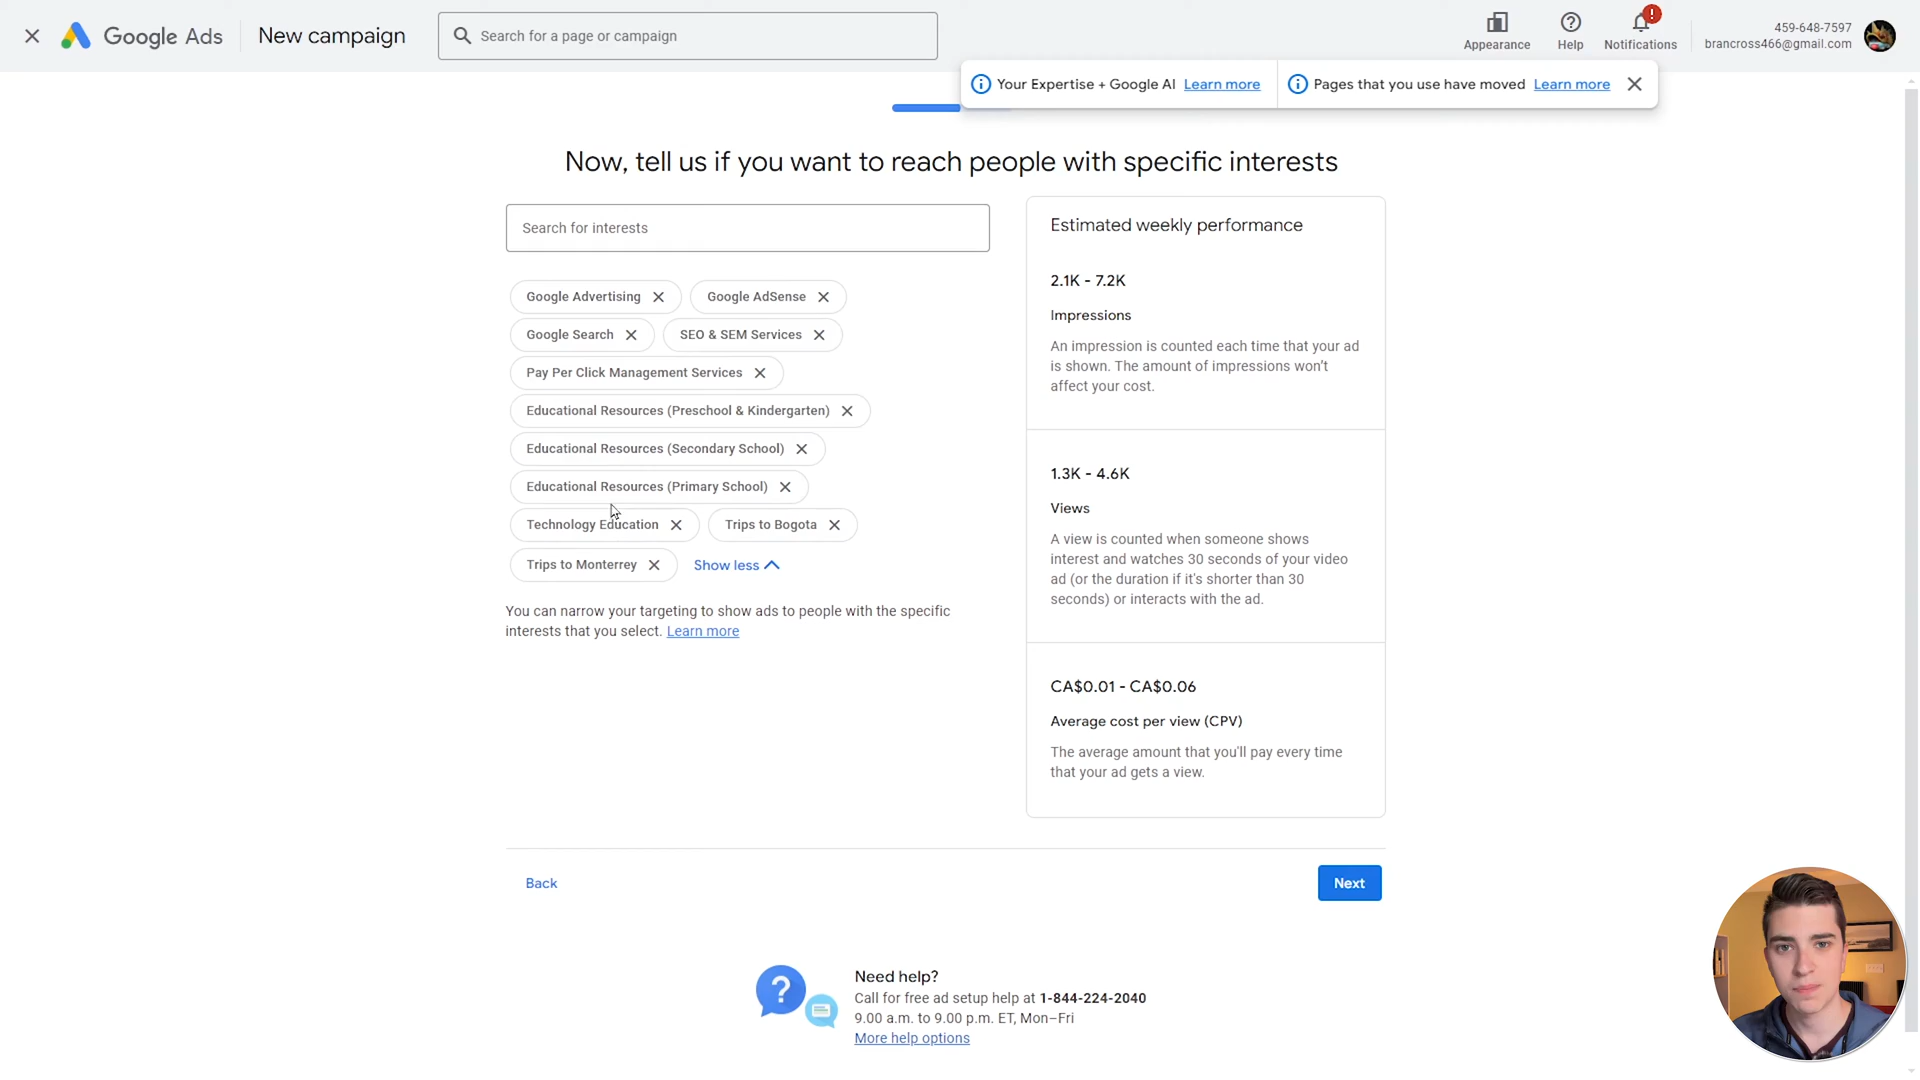 Google Ads
New campaign
Search for a page or campaign
Appearance
Help
Notifications
459-648-7597
brancross466@gmail.com
Your Expertise + Google AI Learn more
Pages that you use have moved Learn more
Now, tell us if you want to reach people with specific interests
Search for interests
Google Advertising
Google AdSense
Google Search
SEO & SEM Services
Pay Per Click Management Services
Educational Resources (Preschool & Kindergarten)
Educational Resources (Secondary School)
Educational Resources (Primary School)
Technology Education
Trips to Bogota
Trips to Monterrey
Show less
You can narrow your targeting to show ads to people with the specific
interests that you select. Learn more
Estimated weekly performance
2.1K - 7.2K
Impressions
An impression is counted each time that your ad
is shown. The amount of impressions won't
affect your cost.
1.3K - 4.6K
Views
A view is counted when someone shows
interest and watches 30 seconds of your video
ad (or the duration if it's shorter than 30
seconds) or interacts with the ad.
CA$0.01 - CA$0.06
Average cost per view (CPV)
The average amount that you'll pay every time
that your ad gets a view.
Back
Next
Need help?
Call for free ad setup help at 1-844-224-2040
9.00 a.m. to 9.00 p.m. ET, Mon–Fri
More help options